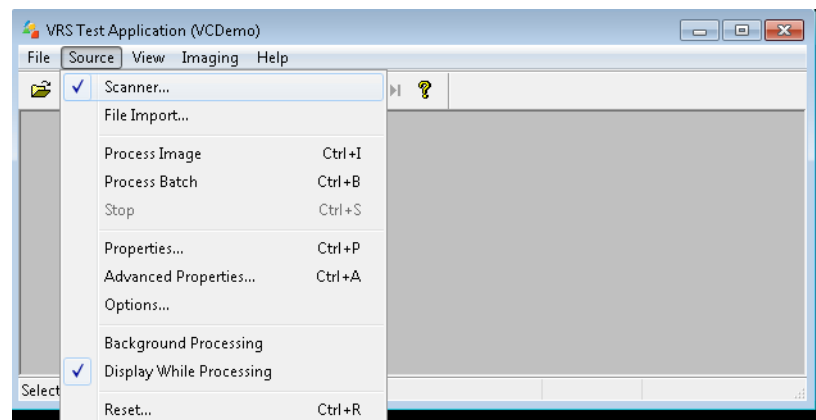 VRS Test Application (VCDemo)
File Source View Imaging Help
Scanner...
File Import...
Process Image Ctrl+I
Process Batch Ctrl+B
Stop Ctrl+S
Properties... Ctrl+P
Advanced Properties... Ctrl+A
Options...
Background Processing
Display While Processing
Select
Reset... Ctrl+R